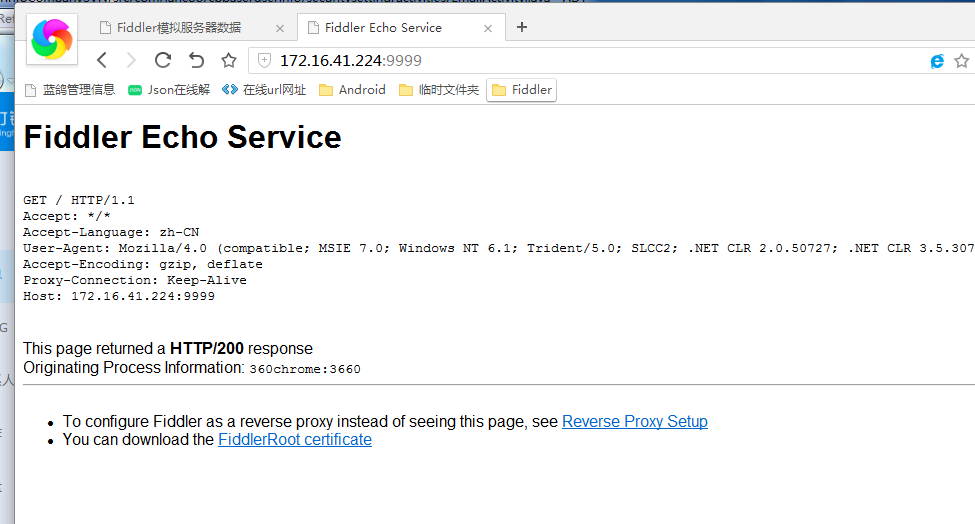 Fiddler模拟服务器数据
Fiddler Echo Service
172.16.41.224:9999
蓝鸽管理信息 Json在线解 在线url网址 Android 临时文件夹 Fiddler
Fiddler Echo Service
GET / HTTP/1.1
Accept: */*
Accept-Language: zh-CN
User-Agent: Mozilla/4.0 (compatible; MSIE 7.0; Windows NT 6.1; Trident/5.0; SLCC2; .NET CLR 2.0.50727; .NET CLR 3.5.307
Accept-Encoding: gzip, deflate
Proxy-Connection: Keep-Alive
Host: 172.16.41.224:9999
This page returned a HTTP/200 response
Originating Process Information: 360chrome:3660
To configure Fiddler as a reverse proxy instead of seeing this page, see Reverse Proxy Setup
You can download the FiddlerRoot certificate